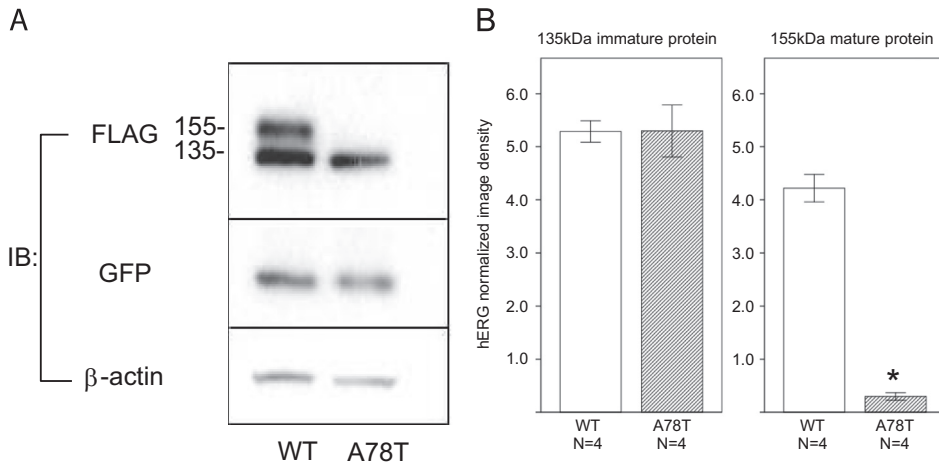 A
IB:
FLAG
155-
135-
GFP
β-actin
WT A78T
B
135kDa immature protein
155kDa mature protein
hERG normalized image density
6.0
5.0
4.0
3.0
2.0
1.0
WT
N=4
A78T
N=4
6.0
5.0
4.0
3.0
2.0
1.0
*
WT
N=4
A78T
N=4